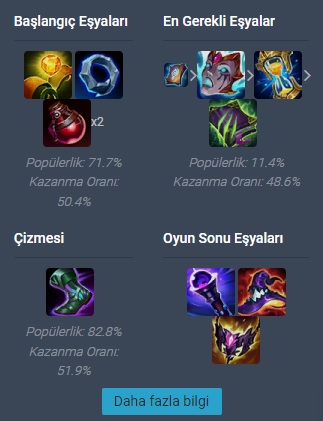 Başlangıç Eşyaları
x2
Popülerlik: 71.7%
Kazanma Oranı:
50.4%
En Gerekli Eşyalar
Popülerlik: 11.4%
Kazanma Oranı: 48.6%
Çizmesi
Popülerlik: 82.8%
Kazanma Oranı:
51.9%
Oyun Sonu Eşyaları
Daha fazla bilgi